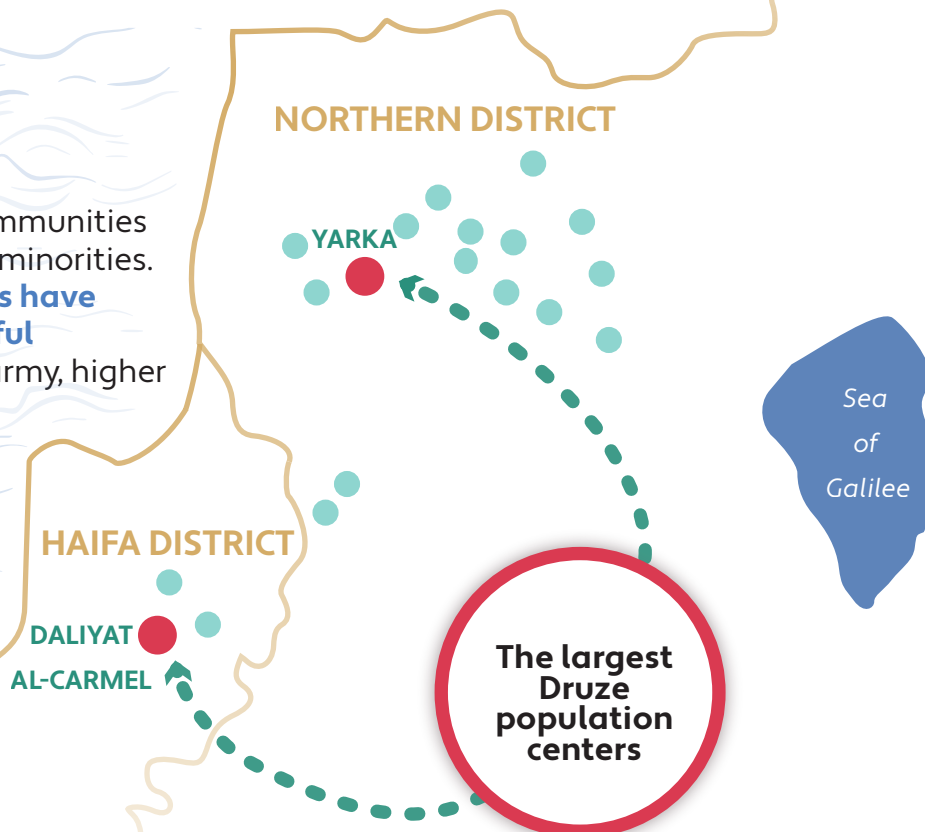 NORTHERN DISTRICT
mmunities
minorities.
s have
ful
rmy, higher
YARKA
Sea
of
Galilee
HAIFA DISTRICT
DALIYAT
AL-CARMEL
The largest
Druze
population
centers